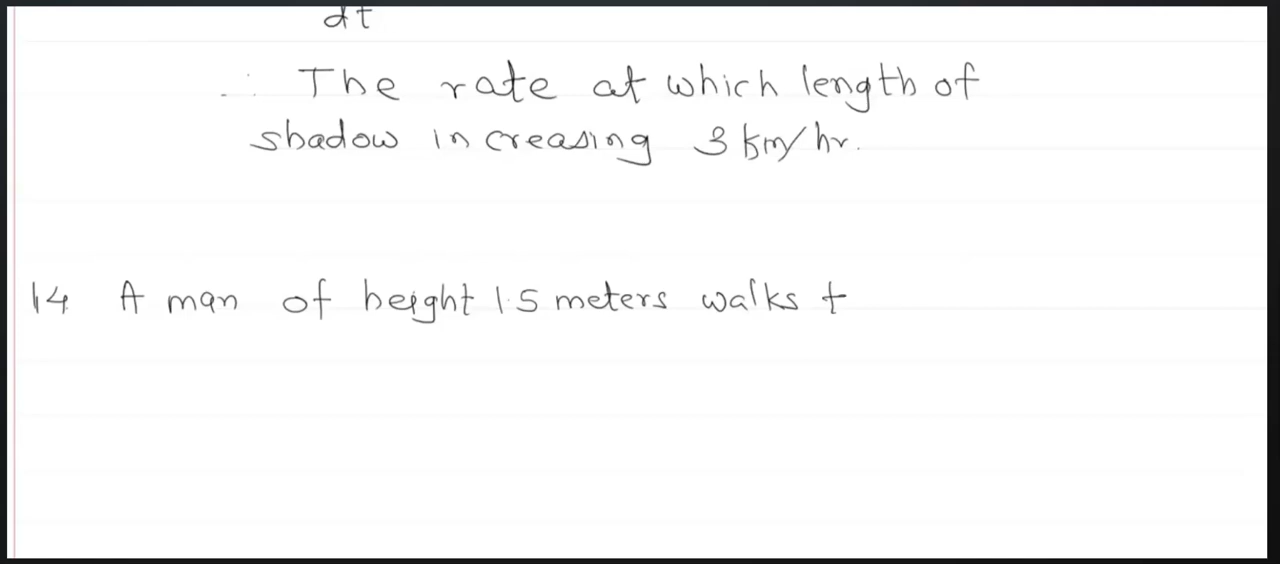 dt
∴ The rate at which length of
shadow increasing 3 km/hr.
14 A man of height 1.5 meters walks t